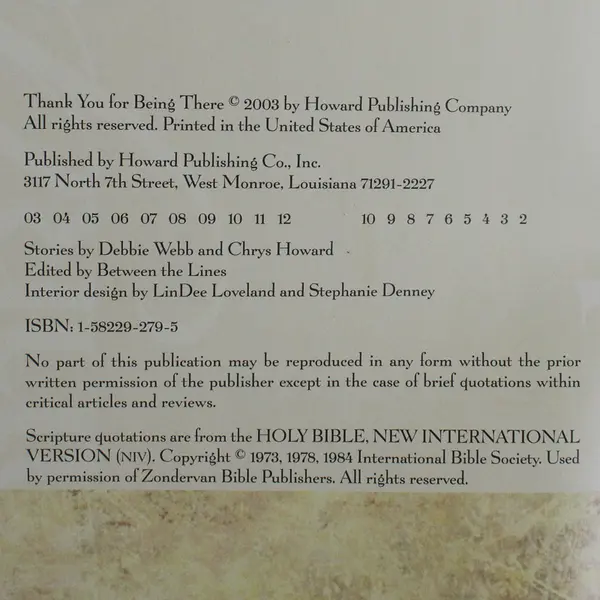 Thank You for Being There © 2003 by Howard Publishing Company
All rights reserved. Printed in the United States of America
Published by Howard Publishing Co., Inc.
3117 North 7th Street, West Monroe, Louisiana 71291-2227
03 04 05 06 07 08 09 10 11 12 10 9 8 7 6 5 4 3 2
Stories by Debbie Webb and Chrys Howard
Edited by Between the Lines
Interior design by LinDee Loveland and Stephanie Denney
ISBN: 1-58229-279-5
No part of this publication may be reproduced in any form without the prior
written permission of the publisher except in the case of brief quotations within
critical articles and reviews.
Scripture quotations are from the HOLY BIBLE, NEW INTERNATIONAL
VERSION (NIV). Copyright © 1973, 1978, 1984 International Bible Society. Used
by permission of Zondervan Bible Publishers. All rights reserved.